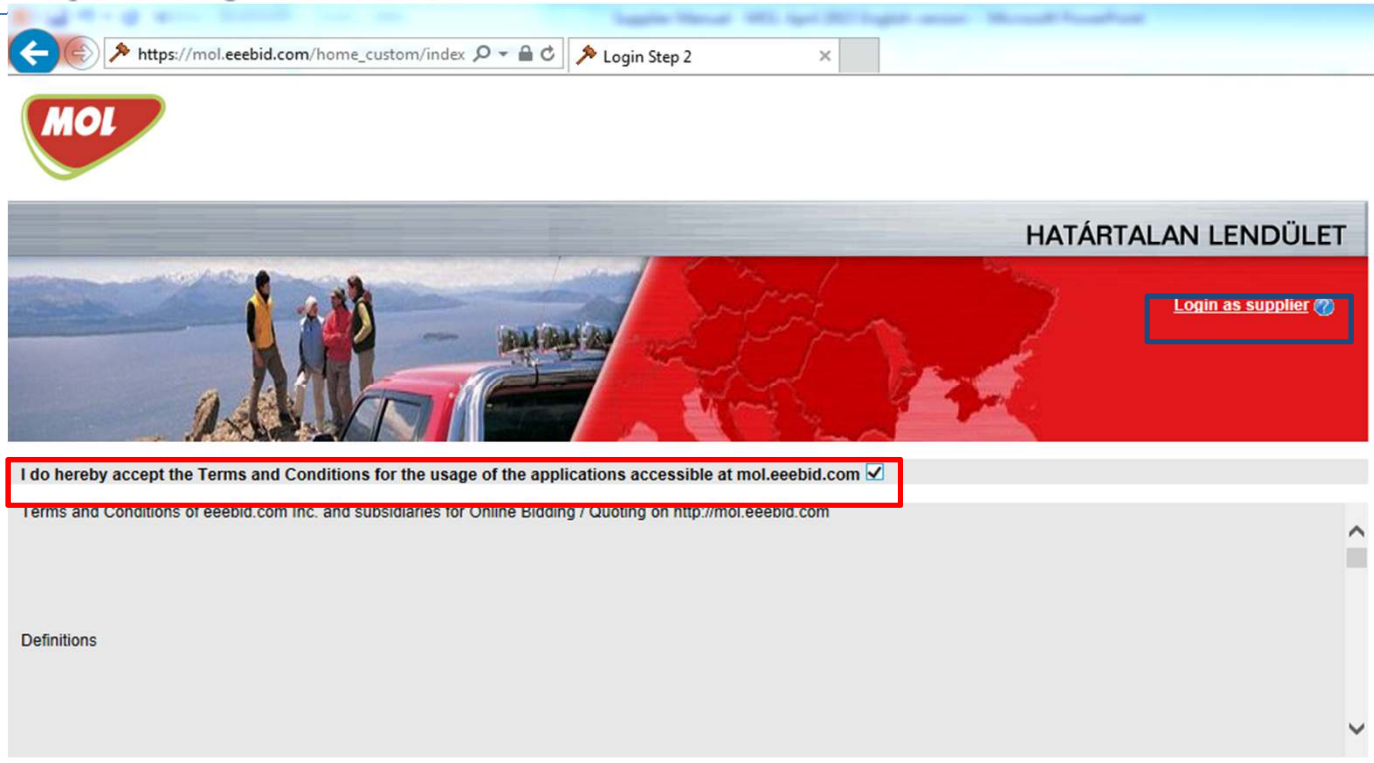 https://mol.eeebid.com/home_custom/index
Login Step 2
MOL
HATÁRTALAN LENDÜLET
Login as supplier
I do hereby accept the Terms and Conditions for the usage of the applications accessible at mol.eeebid.com
Terms and Conditions of eeebid.com Inc. and subsidiaries for Online Bidding / Quoting on http://mol.eeebid.com
Definitions